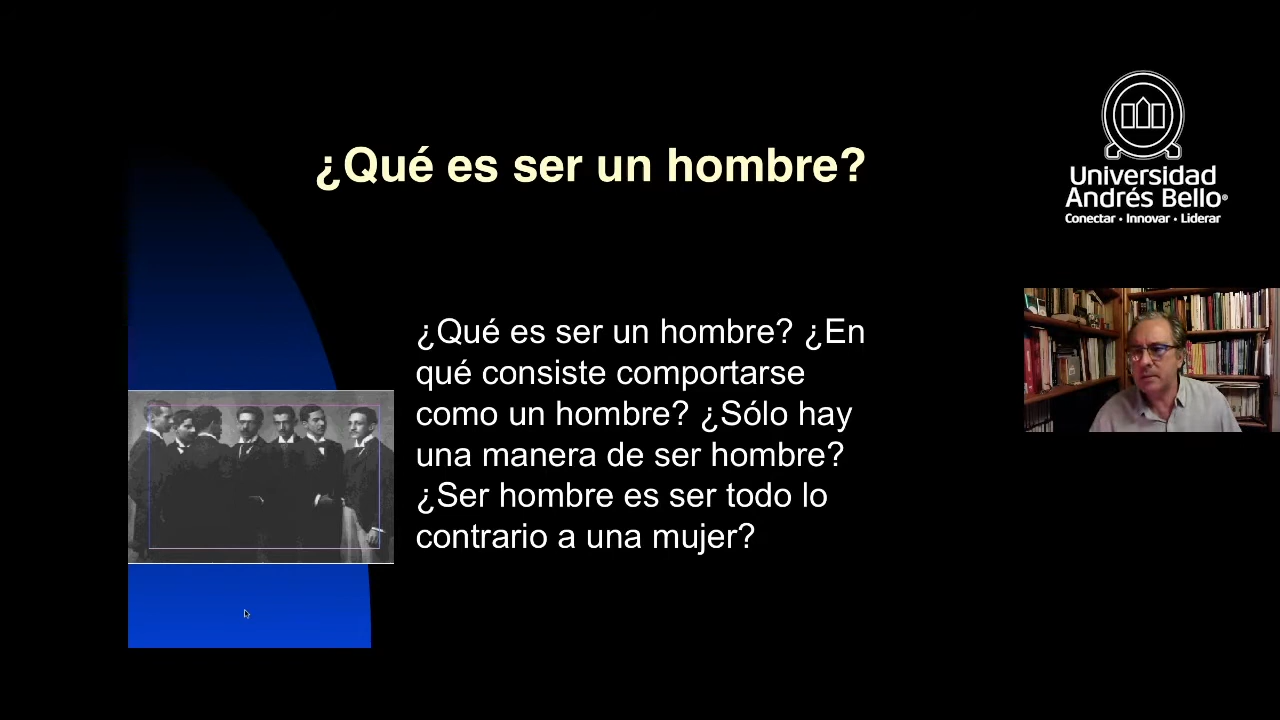 ¿Qué es ser un hombre?
Universidad
Andrés Bello®
Conectar • Innovar • Liderar
¿Qué es ser un hombre? ¿En
qué consiste comportarse
como un hombre? ¿Sólo hay
una manera de ser hombre?
¿Ser hombre es ser todo lo
contrario a una mujer?